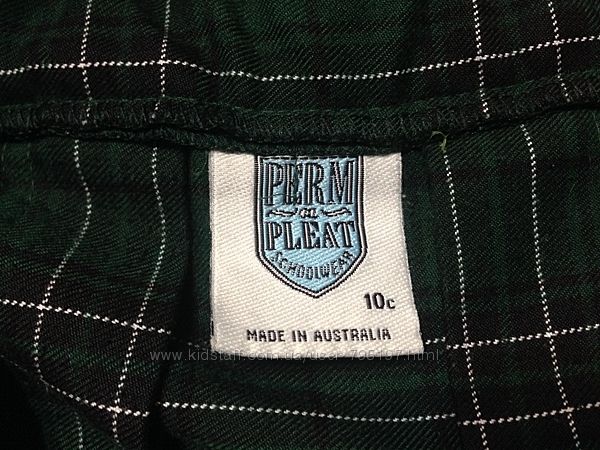 PERM
A
PLEAT
SCHOOLWEAR
10c
MADE IN AUSTRALIA